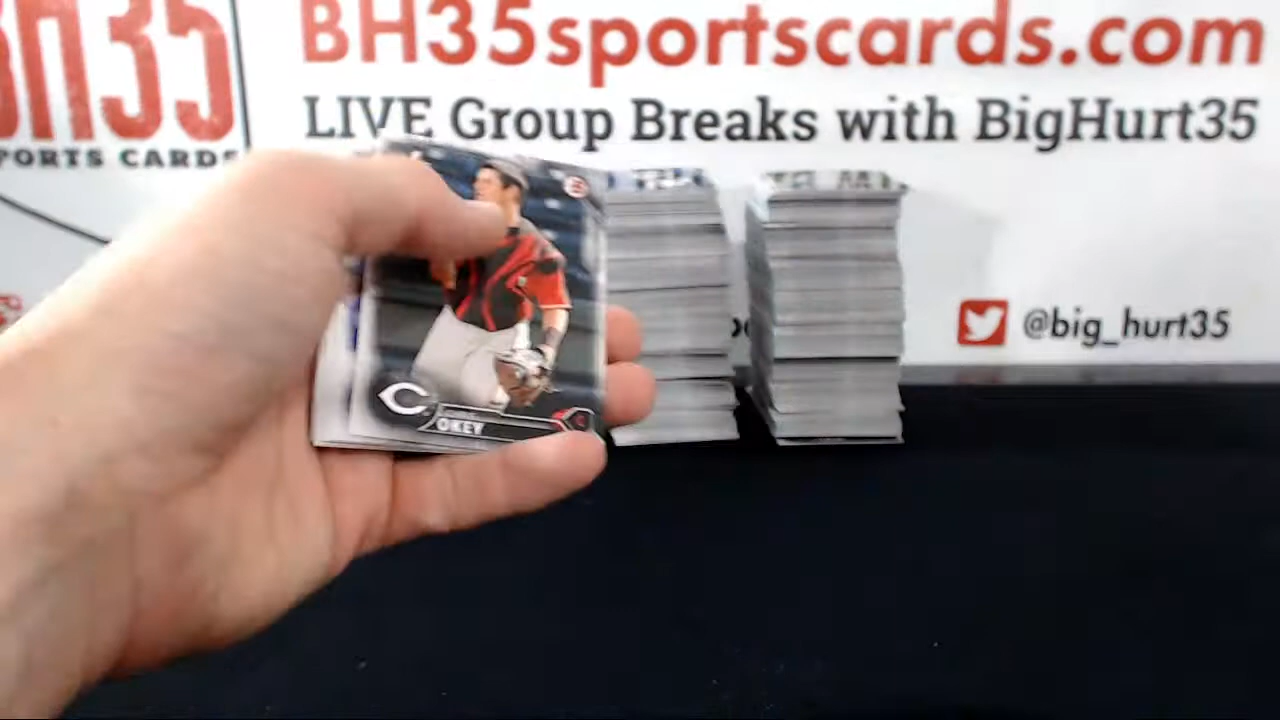 BH35
PORTS CARDS
BH35sportscards.com
LIVE Group Breaks with BigHurt35
@big_hurt35
C
OKEY